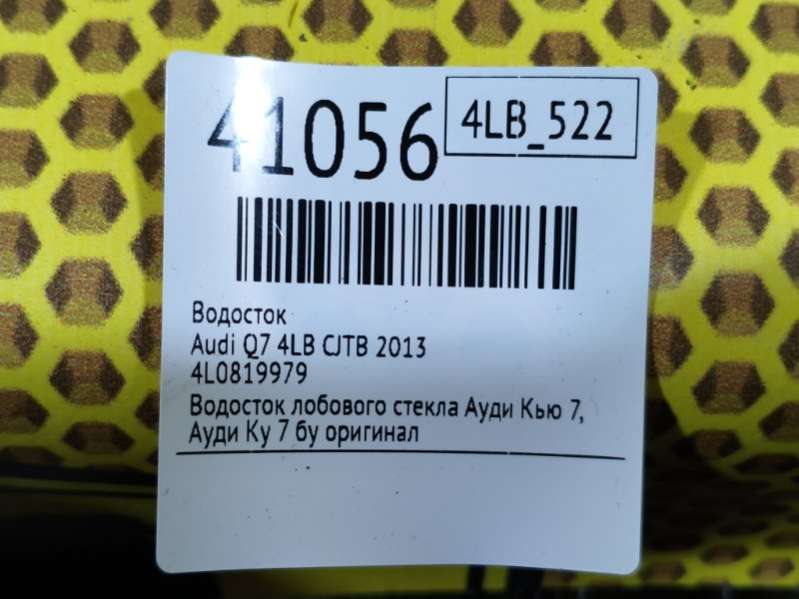 41056
4LB_522
Водосток
Audi Q7 4LB CJTB 2013
4L0819979
Водосток лобового стекла Ауди Кью 7,
Ауди Ку 7 бу оригинал